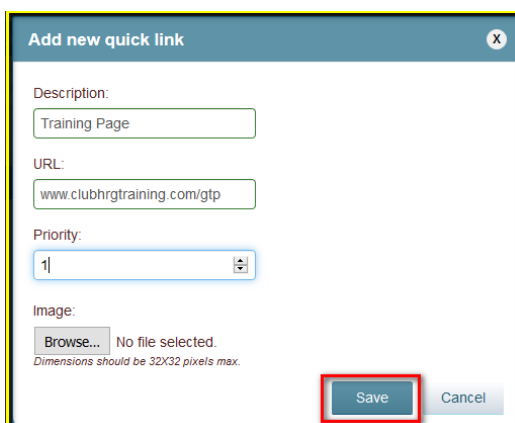 Add new quick link
X
Description:
Training Page
URL:
www.clubhrgtraining.com/gtp
Priority:
1
Image:
Browse... No file selected.
Dimensions should be 32X32 pixels max.
Save Cancel